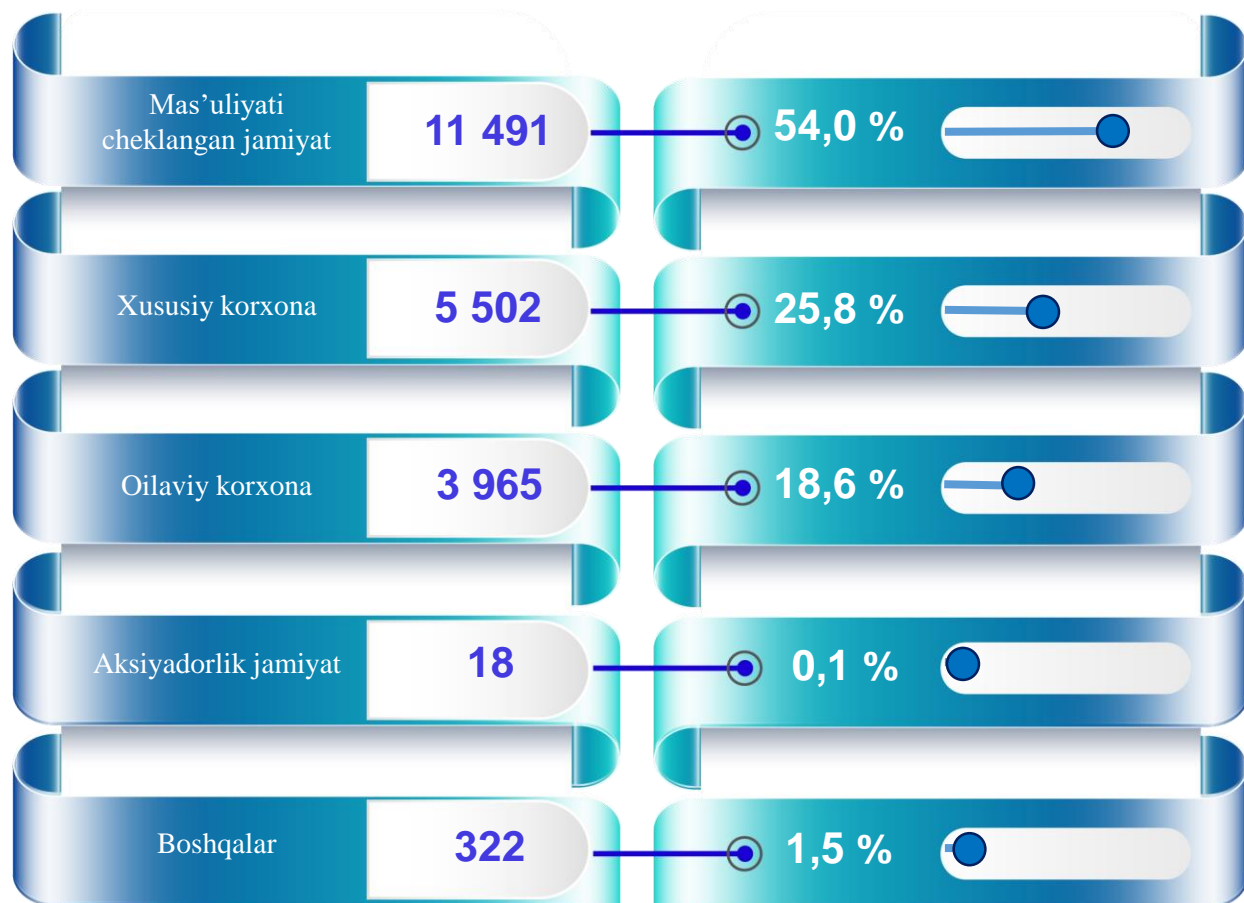 Mas’uliyati
cheklangan jamiyat
11 491
54,0 %
Xususiy korxona
5 502
25,8 %
Oilaviy korxona
3 965
18,6 %
Aksiyadorlik jamiyat
18
0,1 %
Boshqalar
322
1,5 %